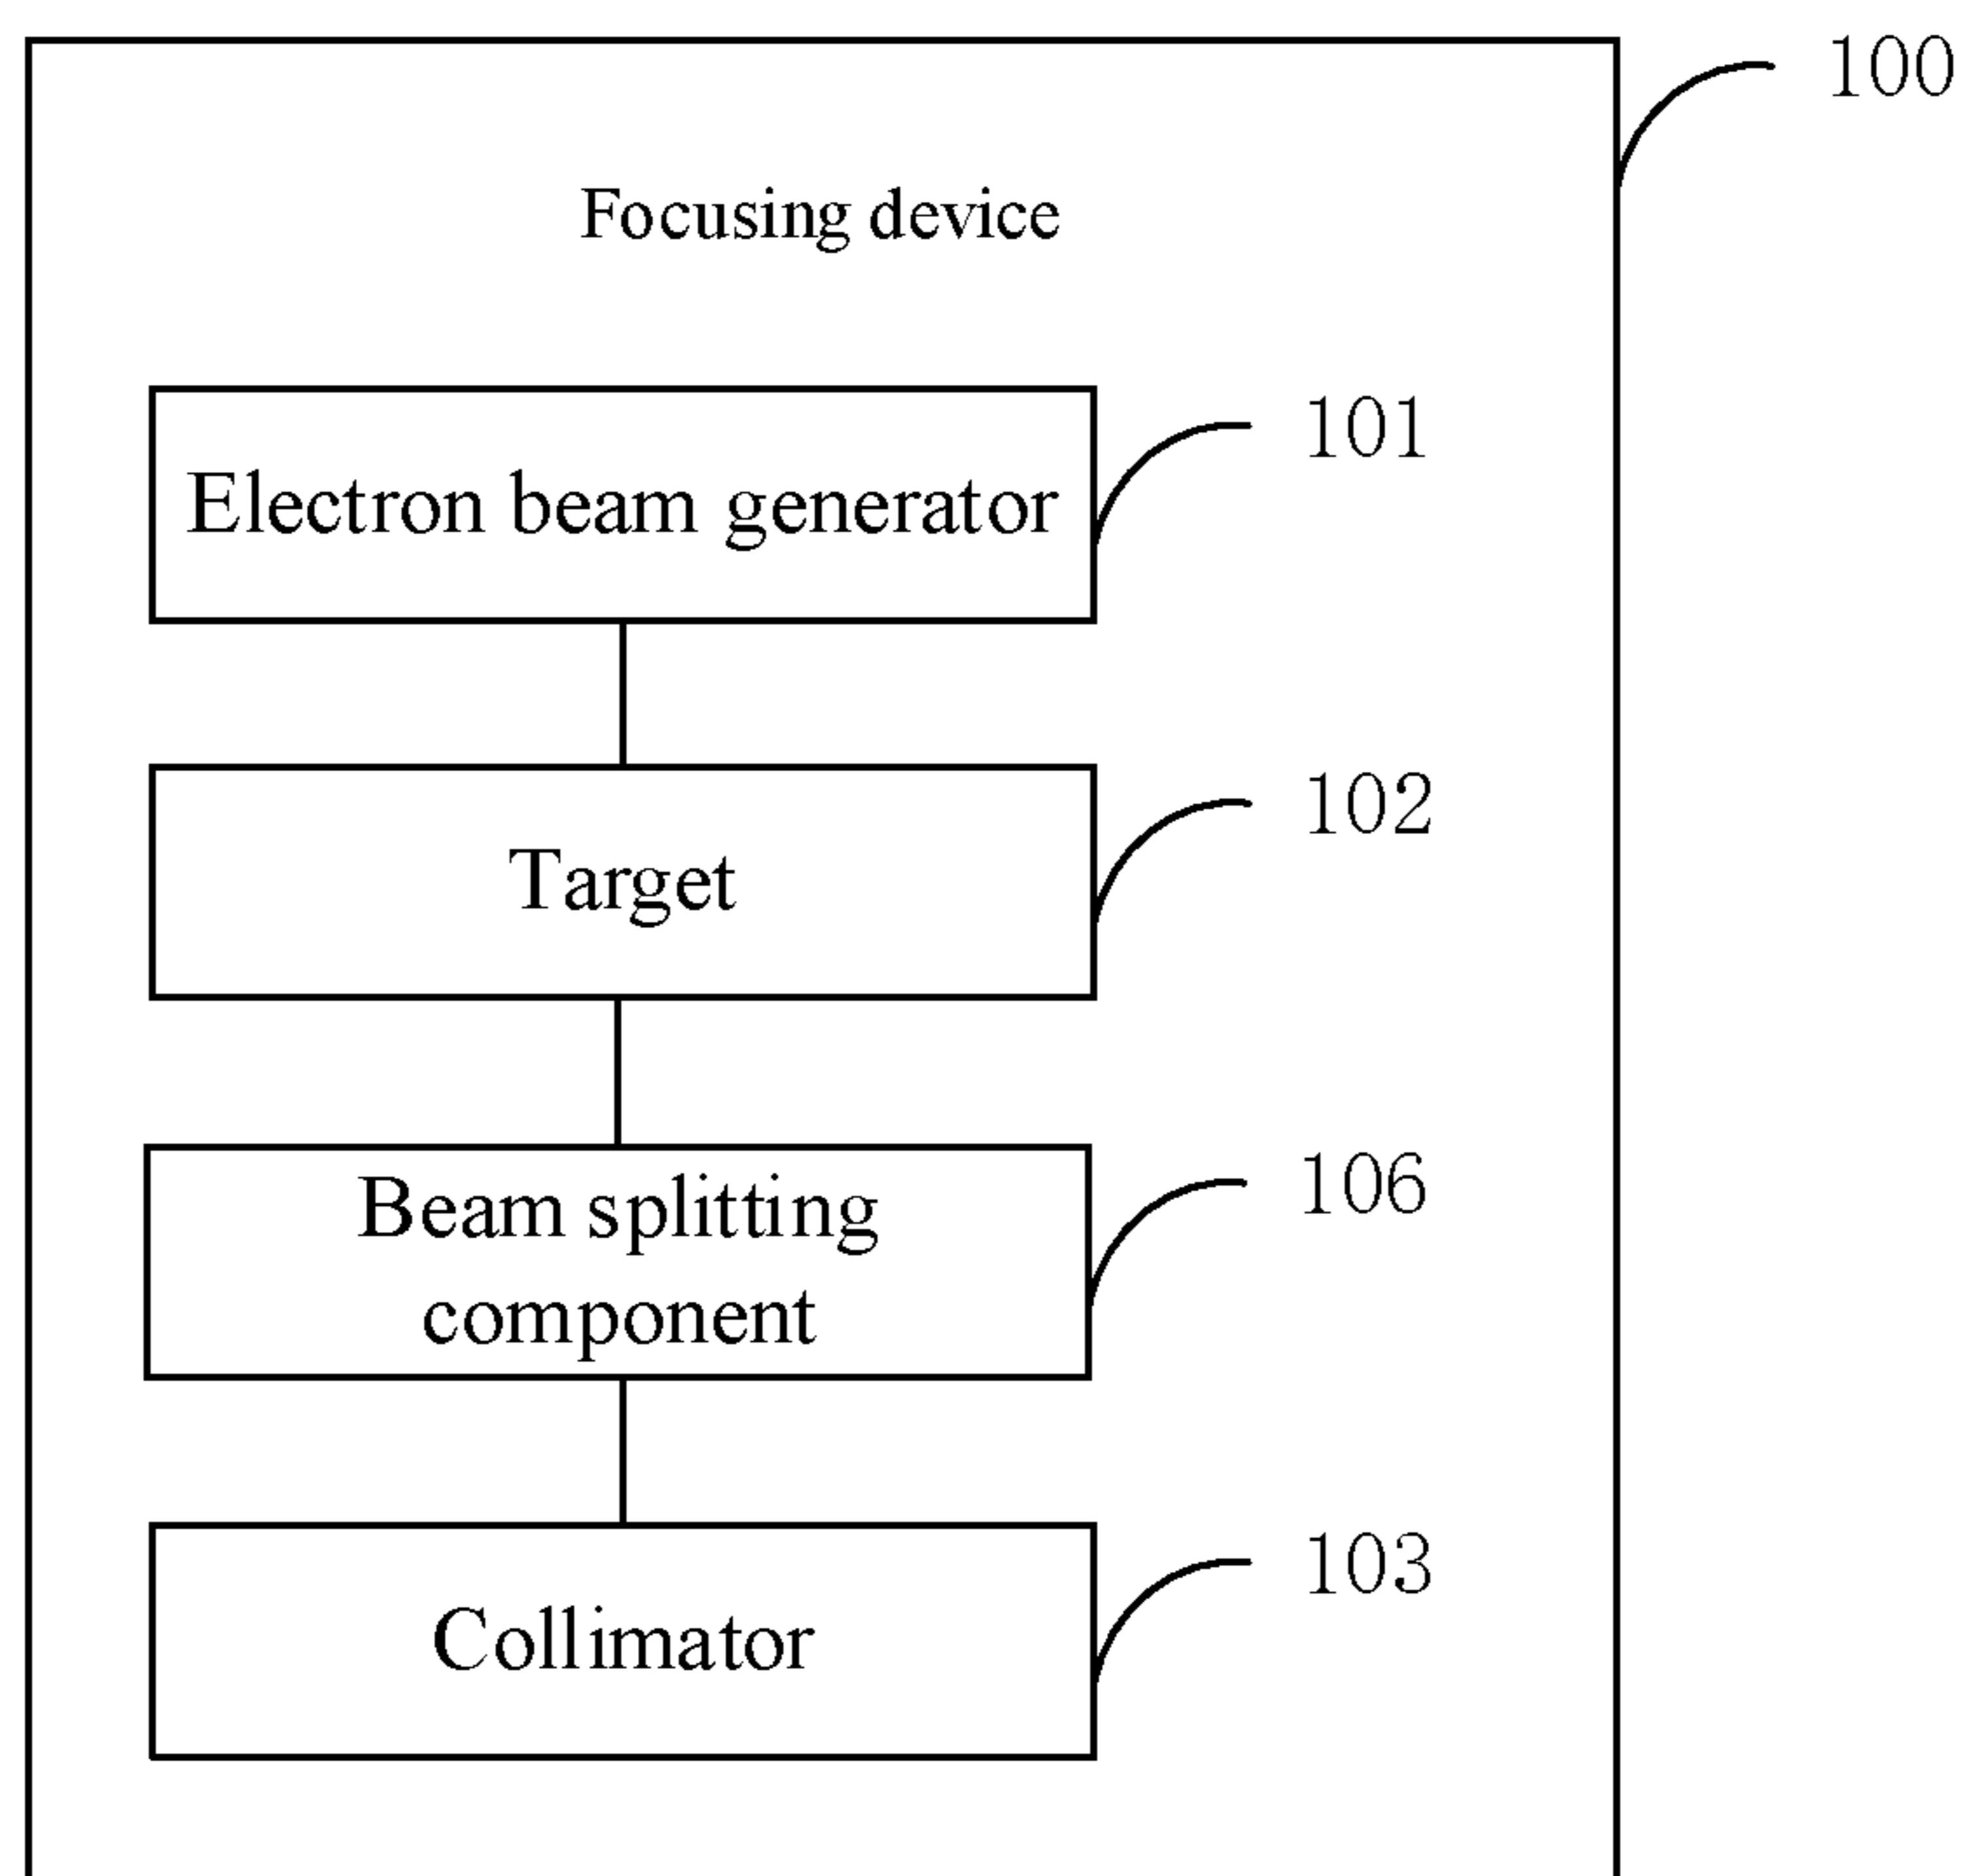 100
Focusing device
Electron beam generator
101
Target
102
Beam splitting
component
106
Collimator
103